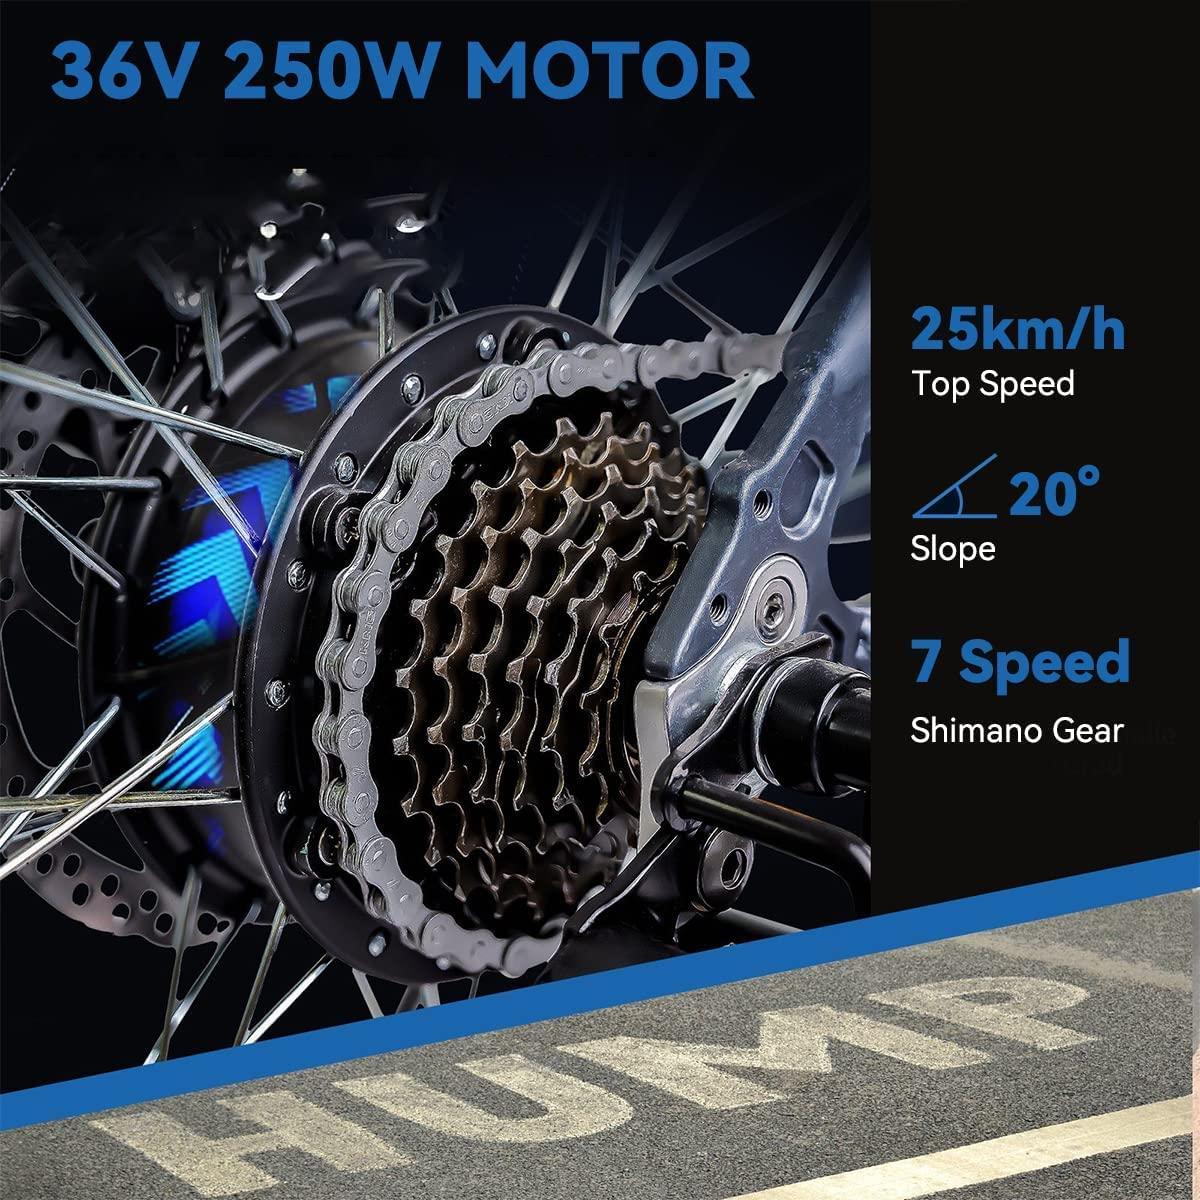 36V 250W MOTOR
25km/h
Top Speed
20°
Slope
7 Speed
Shimano Gear
HUMP